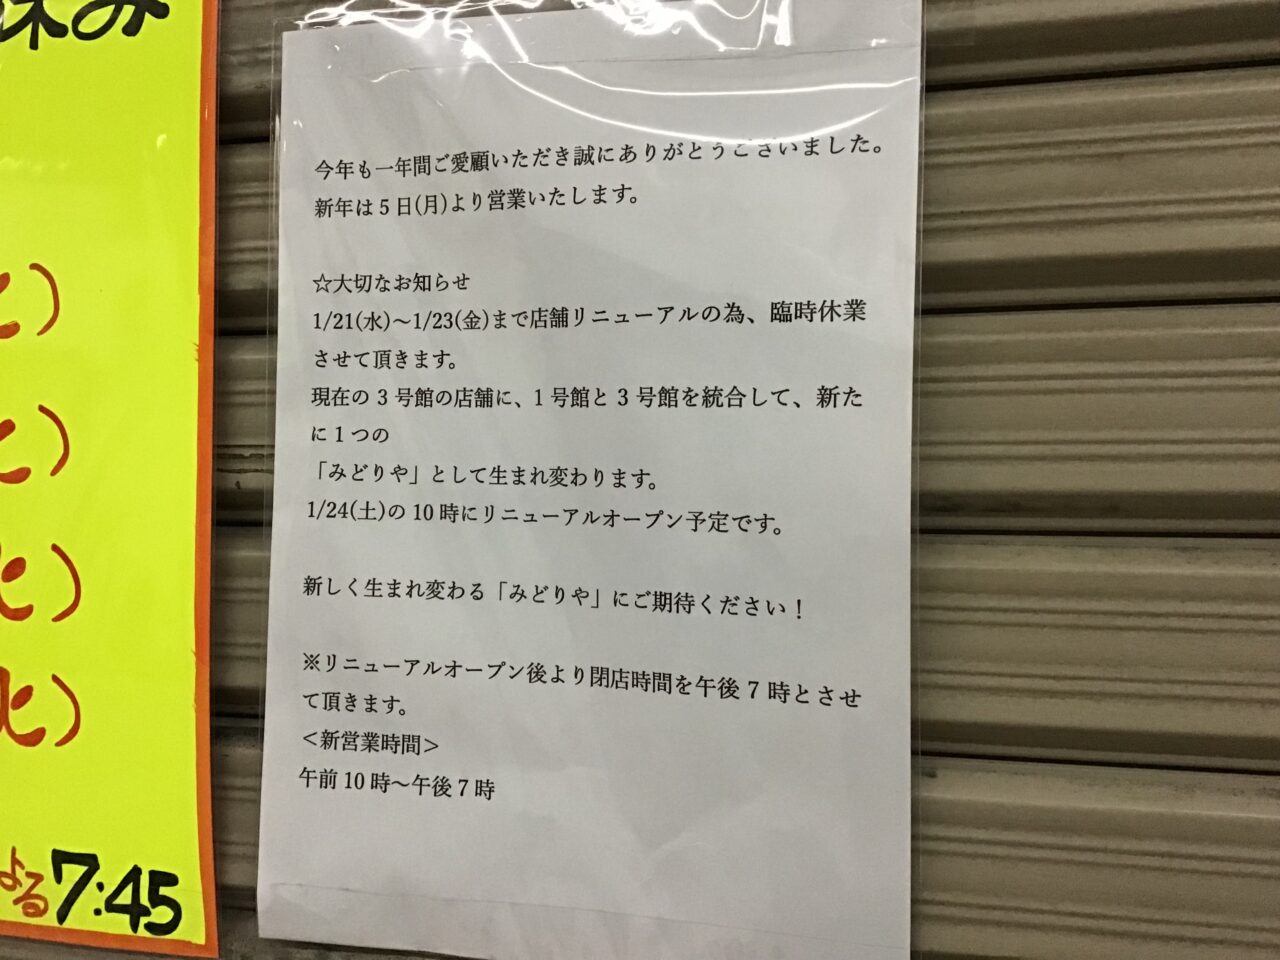 休み
火)
火)
火)
火)
よる7:45
今年も一年間ご愛顧いただき誠にありがとうございました。
新年は5日(月)より営業いたします。
☆大切なお知らせ
1/21(水)～1/23(金)まで店舗リニューアルの為、臨時休業
させて頂きます。
現在の3号館の店舗に、1号館と3号館を統合して、新た
に1つの
「みどりや」として生まれ変わります。
1/24(土)の10時にリニューアルオープン予定です。
新しく生まれ変わる「みどりや」にご期待ください！
※リニューアルオープン後より閉店時間を午後7時とさせ
て頂きます。
＜新営業時間＞
午前10時～午後7時